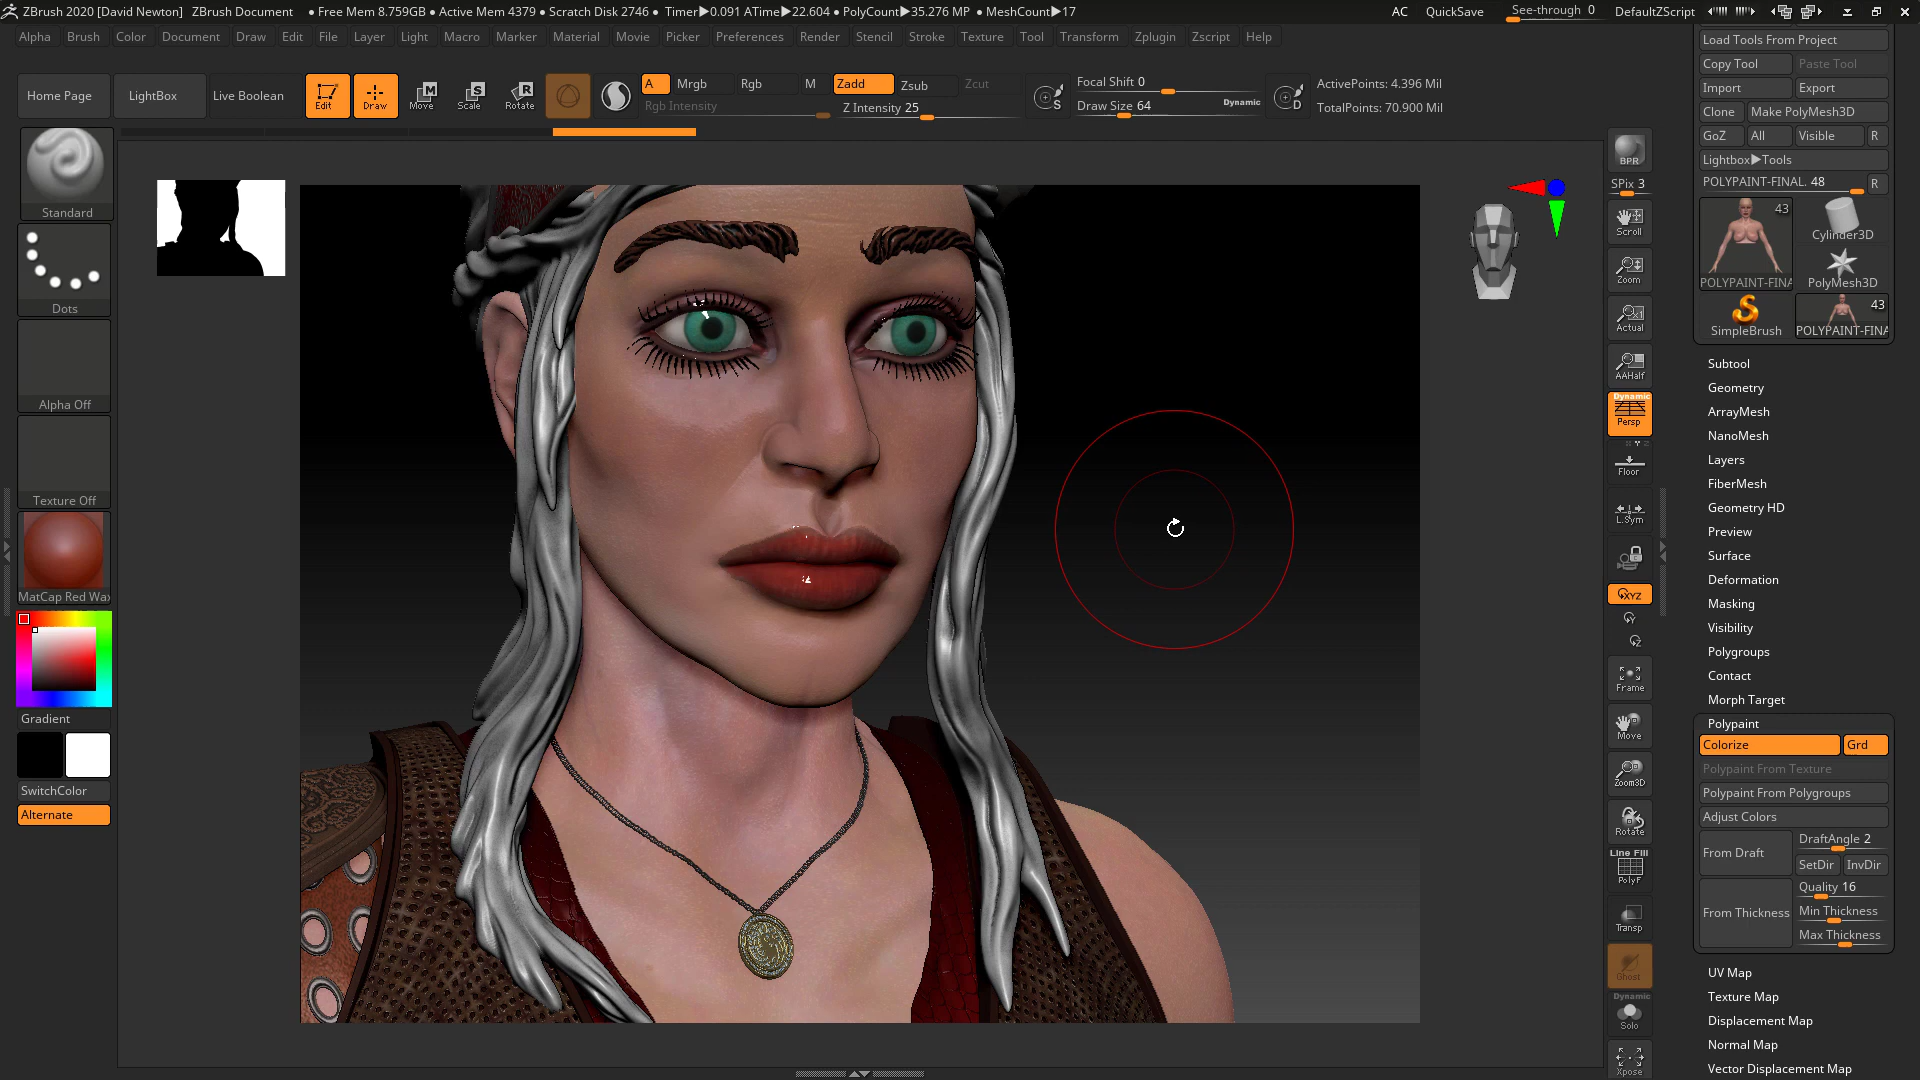 ZBrush 2020 [David Newton] ZBrush Document ● Free Mem 8.759GB ● Active Mem 4379 ● Scratch Disk 2746 ● Timer▶0.091 ATime▶22.604 ● PolyCount▶35.276 MP ● MeshCount▶17 AC QuickSave See-through 0 DefaultZScript
Alpha Brush Color Document Draw Edit File Layer Light Macro Marker Material Movie Picker Preferences Render Stencil Stroke Texture Tool Transform Zplugin Zscript Help
Home Page LightBox Live Boolean Edit Draw Move Scale Rotate
M S R
A Mrgb Rgb M Zadd Zsub Zcut
Rgb Intensity Z Intensity 25
S Focal Shift 0
Draw Size 64 Dynamic D
ActivePoints: 4.396 Mil
TotalPoints: 70.900 Mil
Standard
Dots
Alpha Off
Texture Off
MatCap Red Wax
Gradient
SwitchColor
Alternate
BPR
SPix 3
Scroll
Zoom
Actual
AAHalf
Dynamic
Persp
Floor
L.Sym
XYZ
Y
Z
Frame
Move
Zoom3D
Rotate
Line Fill
PolyF
Transp
Ghost
Dynamic
Solo
Xpose
Load Tools From Project
Copy Tool Paste Tool
Import Export
Clone Make PolyMesh3D
GoZ All Visible R
Lightbox▶Tools
POLYPAINT-FINAL. 48 R
43
POLYPAINT-FINA
Cylinder3D
PolyMesh3D
SimpleBrush
43
POLYPAINT-FINA
Subtool
Geometry
ArrayMesh
NanoMesh
Layers
FiberMesh
Geometry HD
Preview
Surface
Deformation
Masking
Visibility
Polygroups
Contact
Morph Target
Polypaint
Colorize Grd
Polypaint From Texture
Polypaint From Polygroups
Adjust Colors
From Draft DraftAngle 2
SetDir InvDir
From Thickness Quality 16
Min Thickness
Max Thickness
UV Map
Texture Map
Displacement Map
Normal Map
Vector Displacement Map